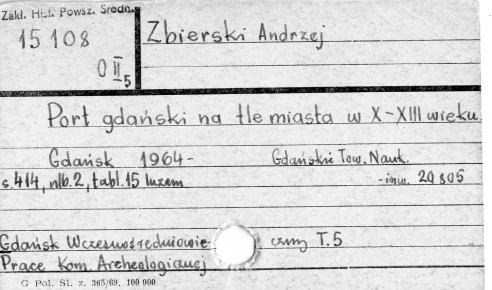 Zakł. Hist. Powsz. Średn.
15 108
O II 5
Zbierski Andrzej
Port gdański na tle miasta w X-XIII wieku.
Gdańsk 1964- Gdańskie Tow. Nauk.
s. 414, nlb. 2, tabl. 15 luzem - inw. 20 805
Gdańsk Wczesnośredniowie- czny T. 5
Prace Kom. Archeologicznej
G Pol. Śl. z. 365/69. 100 000